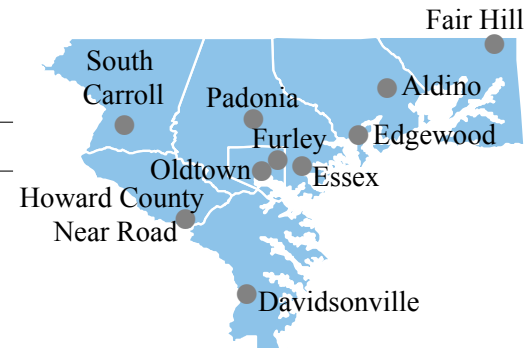 Fair Hill
South
Carroll
Aldino
Padonia
Furley
Edgewood
Oldtown
Essex
Howard County
Near Road
Davidsonville